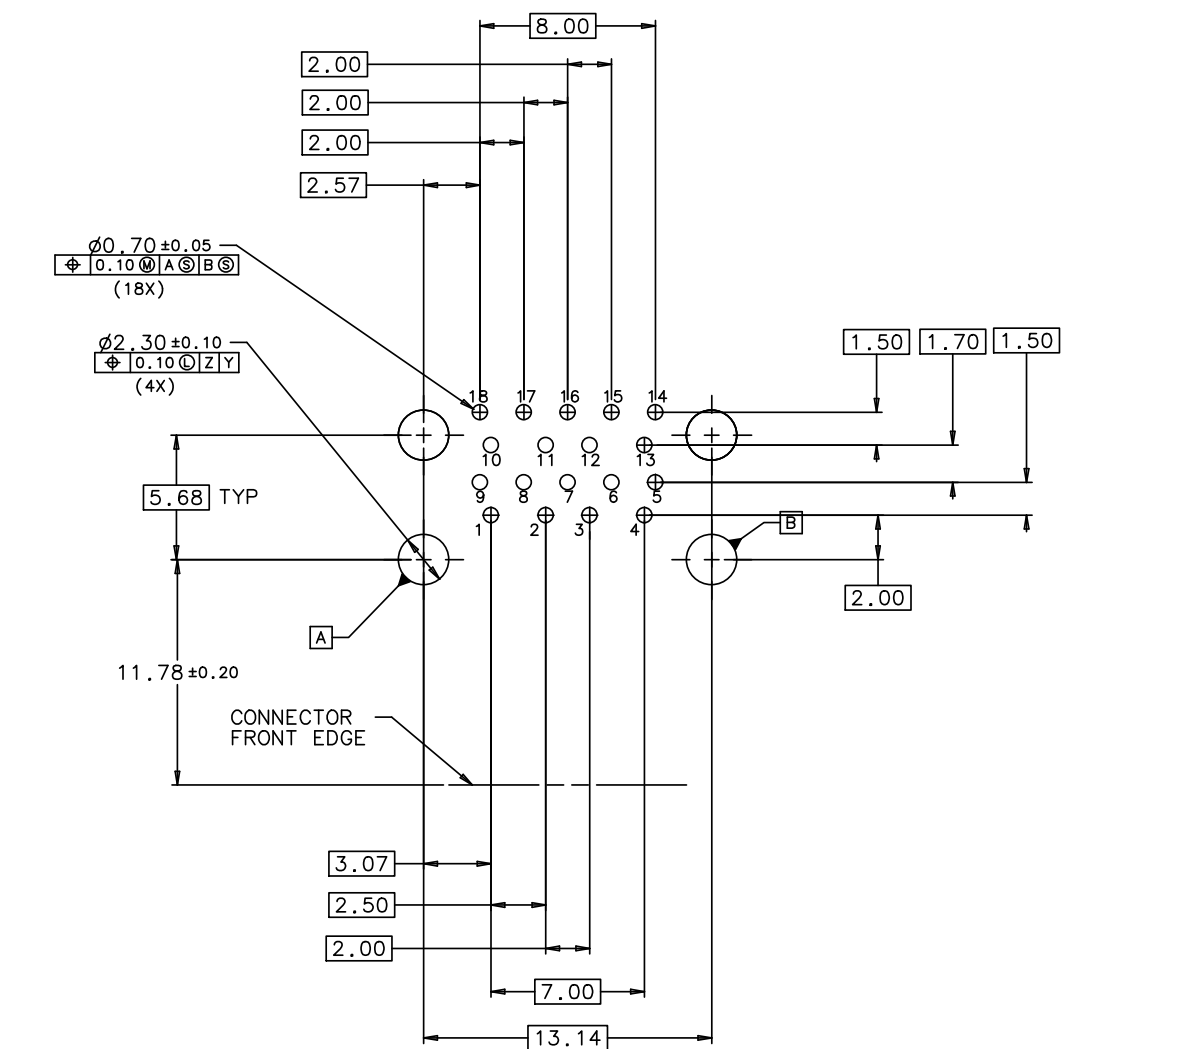 8.00
2.00
2.00
2.00
2.57
⌀0.70 ±0.05
⌖ 0.10 Ⓜ A Ⓢ B Ⓢ
(18X)
⌀2.30 ±0.10
⌖ 0.10 Ⓛ Z Y
(4X)
1.50 1.70 1.50
18 17 16 15 14
10 11 12 13
9 8 7 6 5
1 2 3 4
5.68 TYP
B
2.00
A
11.78 ±0.20
CONNECTOR
FRONT EDGE
3.07
2.50
2.00
7.00
13.14